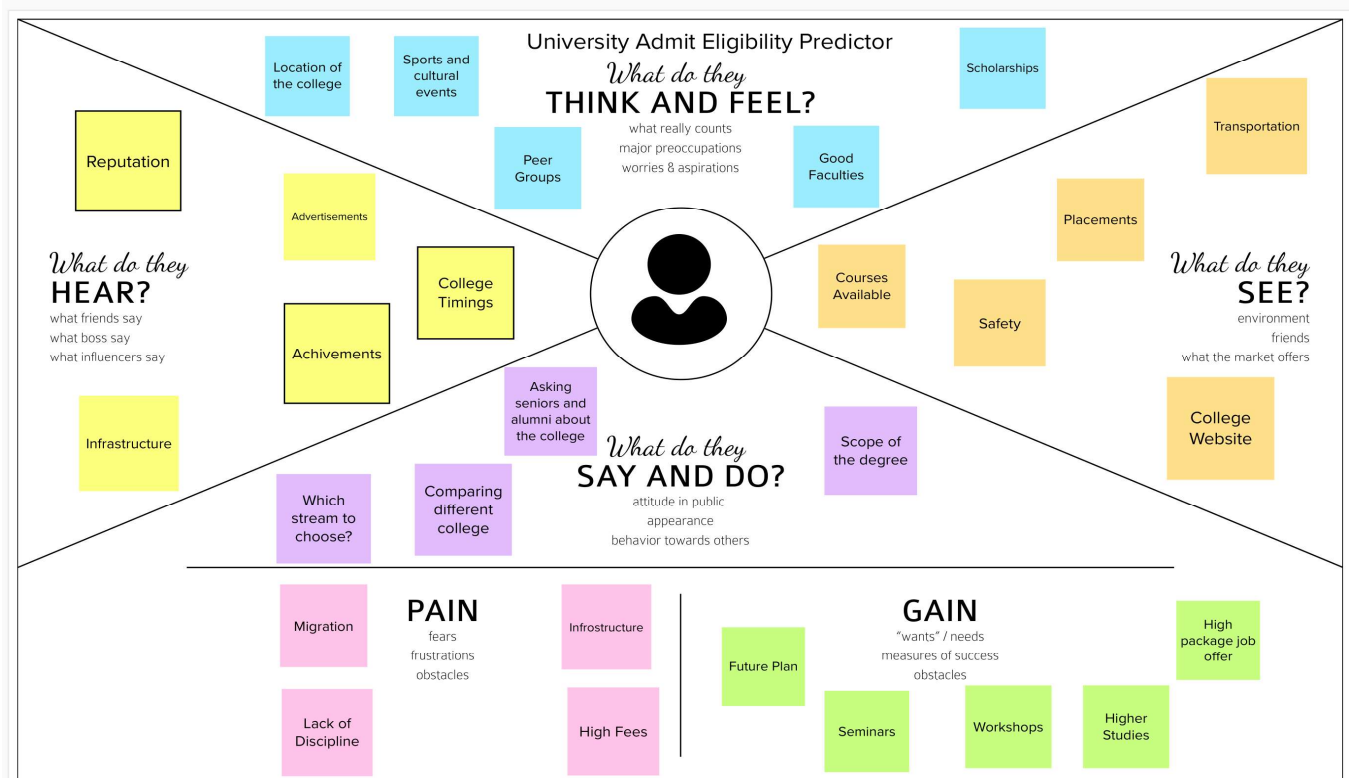 University Admit Eligibility Predictor
What do they
THINK AND FEEL?
what really counts
major preoccupations
worries & aspirations
Location of
the college
Sports and
cultural
events
Peer
Groups
Good
Faculties
Scholarships
What do they
HEAR?
what friends say
what boss say
what influencers say
Reputation
Advertisements
College
Timings
Achivements
Infrastructure
What do they
SEE?
environment
friends
what the market offers
Transportation
Placements
Courses
Available
Safety
College
Website
What do they
SAY AND DO?
attitude in public
appearance
behavior towards others
Asking
seniors and
alumni about
the college
Scope of
the degree
Which
stream to
choose?
Comparing
different
college
PAIN
fears
frustrations
obstacles
Migration
Infrostructure
Lack of
Discipline
High Fees
GAIN
"wants" / needs
measures of success
obstacles
Future Plan
High
package job
offer
Seminars
Workshops
Higher
Studies